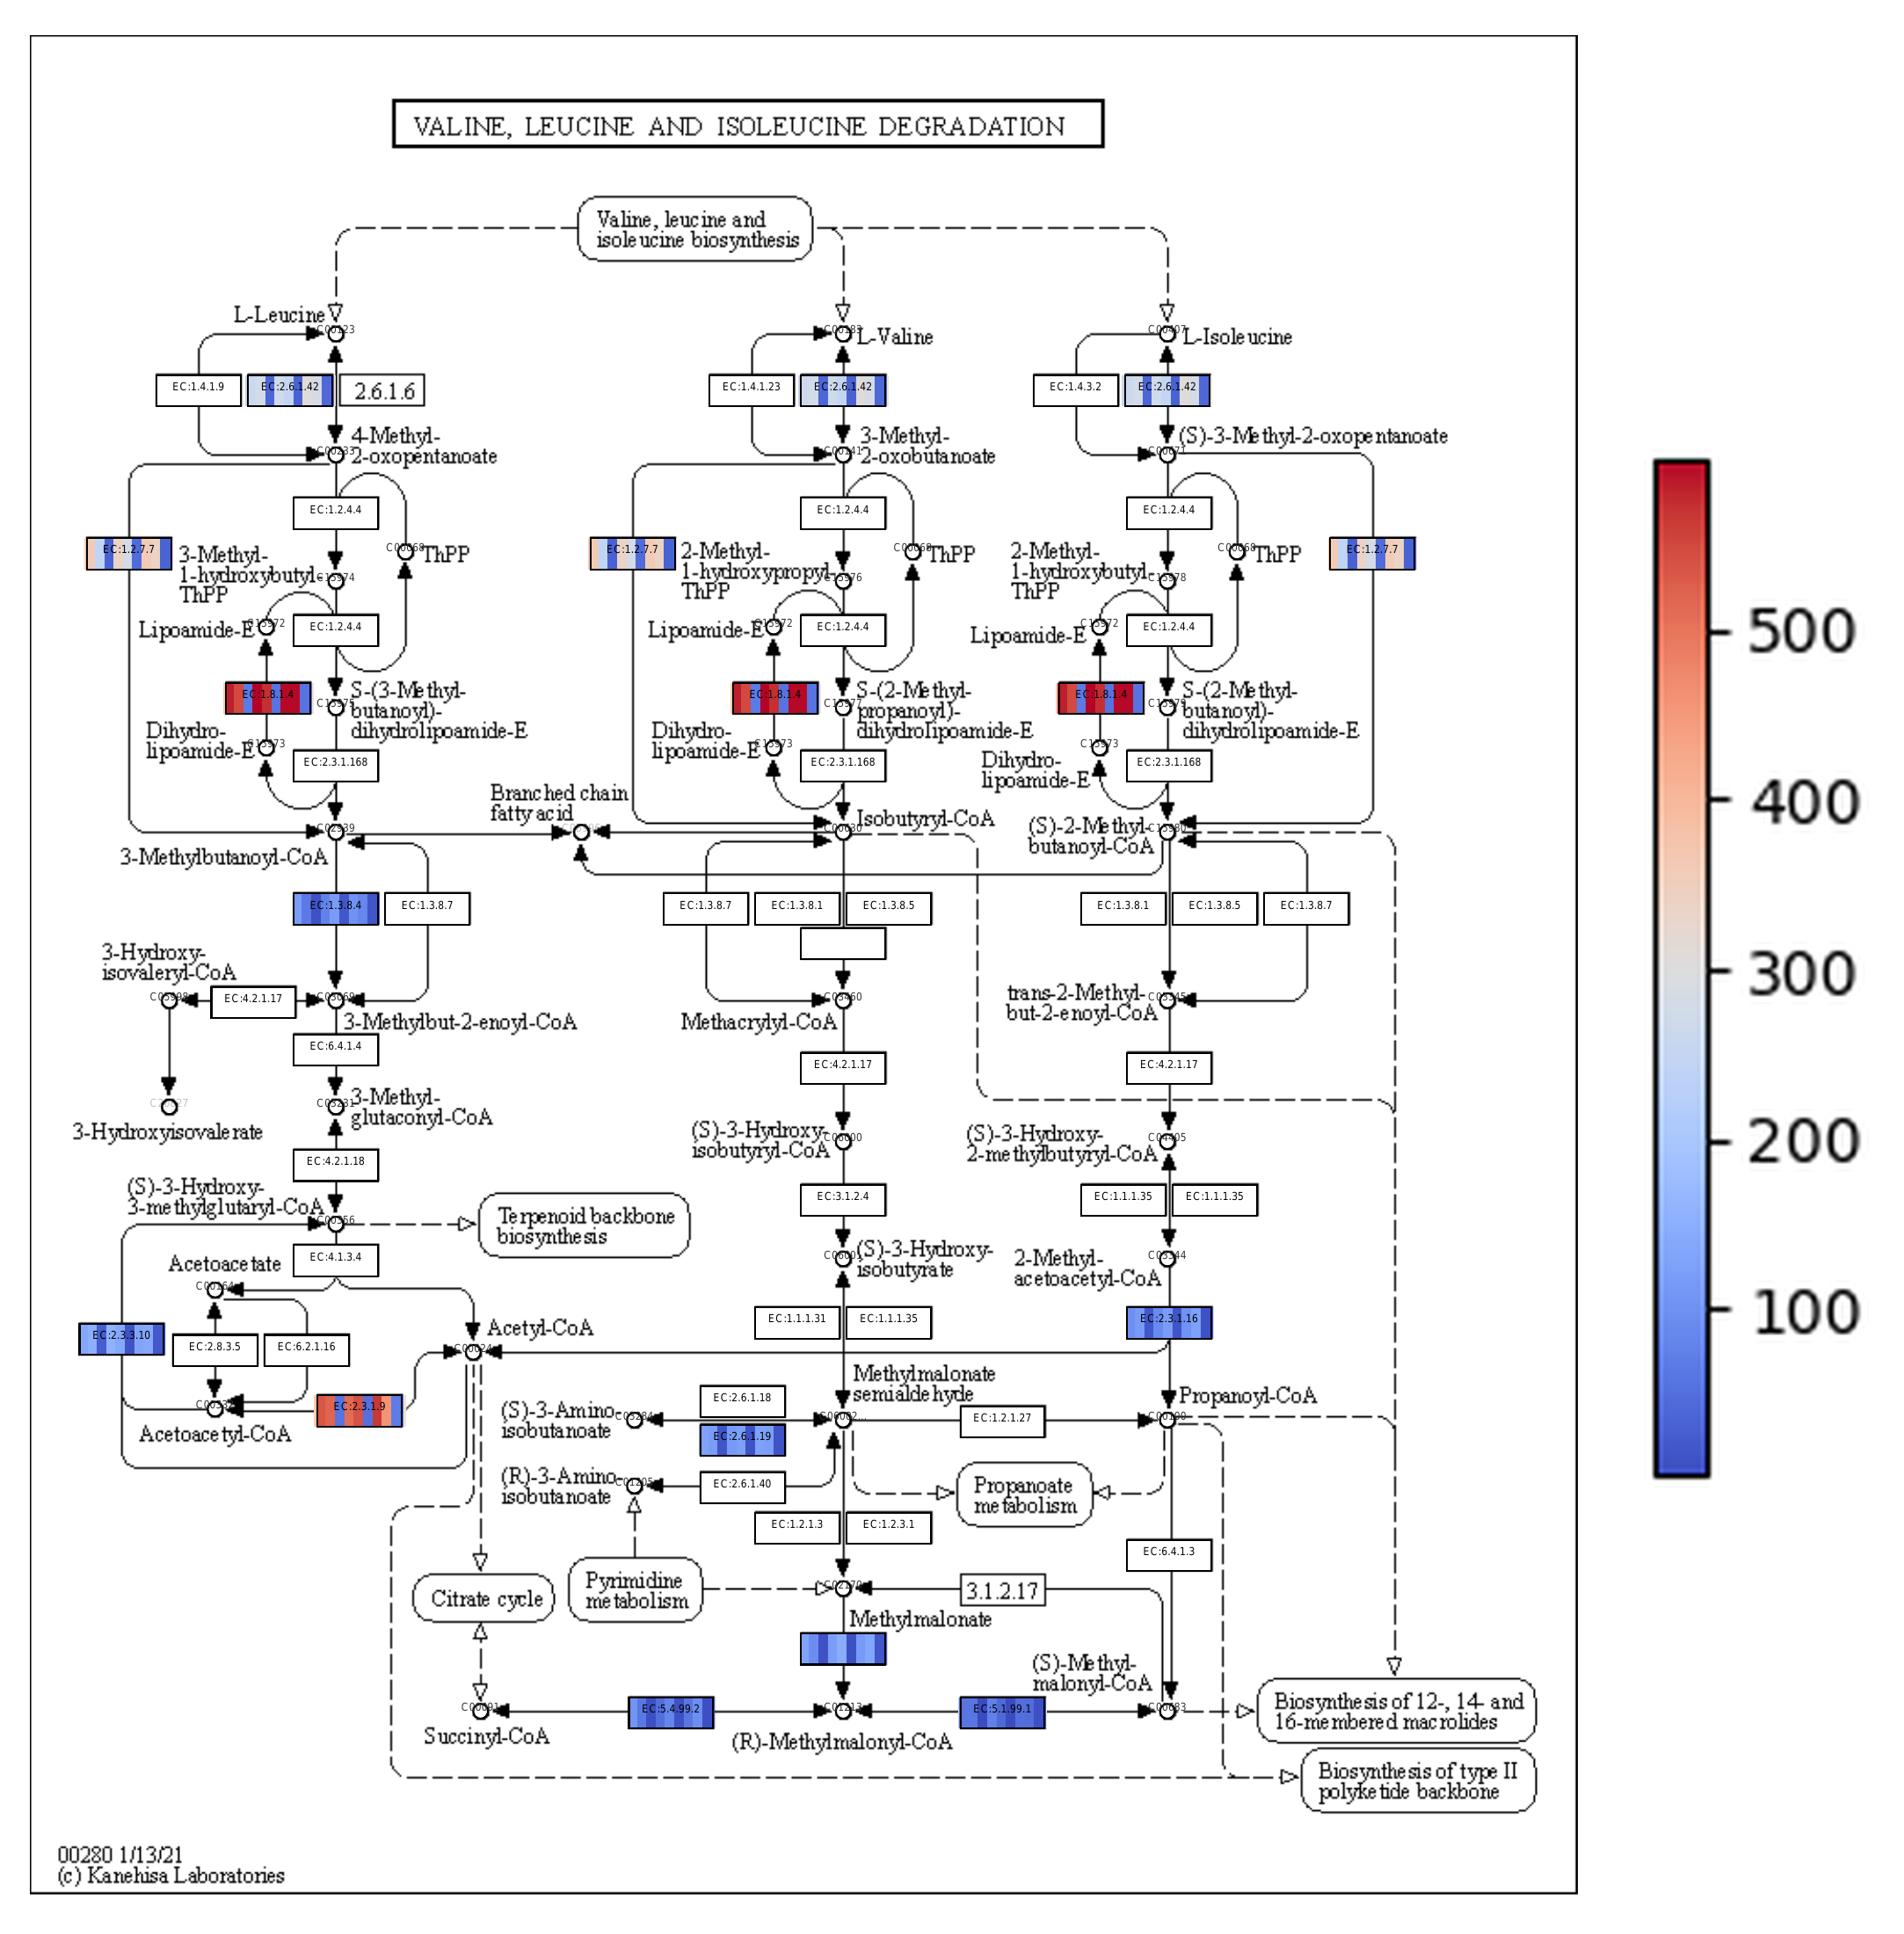 VALINE, LEUCINE AND ISOLEUCINE DEGRADATION
Valine, leucine and
isoleucine biosynthesis
L-Leucine
C00123
L-Valine
C00183
L-Isoleucine
C00407
EC:1.4.1.9
EC:2.6.1.42
2.6.1.6
EC:1.4.1.23
EC:2.6.1.42
EC:1.4.3.2
EC:2.6.1.42
4-Methyl-
2-oxopentanoate
C00233
3-Methyl-
2-oxobutanoate
C00141
(S)-3-Methyl-2-oxopentanoate
C00671
EC:1.2.4.4
EC:1.2.4.4
EC:1.2.4.4
EC:1.2.7.7
3-Methyl-
1-hydroxybutyl-
ThPP
C15974
C00068
ThPP
EC:1.2.7.7
2-Methyl-
1-hydroxypropyl-
ThPP
C15976
C00068
ThPP
2-Methyl-
1-hydroxybutyl-
ThPP
C15978
C00068
ThPP
EC:1.2.7.7
Lipoamide-E
C15972
EC:1.2.4.4
Lipoamide-E
C15972
EC:1.2.4.4
Lipoamide-E
C15972
EC:1.2.4.4
EC:1.8.1.4
S-(3-Methyl-
butanoyl)-
dihydrolipoamide-E
C15975
EC:1.8.1.4
S-(2-Methyl-
propanoyl)-
dihydrolipoamide-E
C15977
EC:1.8.1.4
S-(2-Methyl-
butanoyl)-
dihydrolipoamide-E
C15979
Dihydro-
lipoamide-E
C15973
EC:2.3.1.168
Dihydro-
lipoamide-E
C15973
EC:2.3.1.168
Dihydro-
lipoamide-E
C15973
EC:2.3.1.168
Branched chain
fatty acid
C02939
3-Methylbutanoyl-CoA
Isobutyryl-CoA
C00630
(S)-2-Methyl-
butanoyl-CoA
C15980
EC:1.3.8.4
EC:1.3.8.7
EC:1.3.8.7
EC:1.3.8.1
EC:1.3.8.5
EC:1.3.8.1
EC:1.3.8.5
EC:1.3.8.7
3-Hydroxy-
isovaleryl-CoA
C05998
EC:4.2.1.17
C03069
3-Methylbut-2-enoyl-CoA
C03460
Methacrylyl-CoA
trans-2-Methyl-
but-2-enoyl-CoA
C03345
EC:6.4.1.4
EC:4.2.1.17
EC:4.2.1.17
3-Hydroxyisovalerate
C03231
3-Methyl-
glutaconyl-CoA
(S)-3-Hydroxy-
isobutyryl-CoA
C06000
(S)-3-Hydroxy-
2-methylbutyryl-CoA
C04405
EC:4.2.1.18
EC:3.1.2.4
EC:1.1.1.35
EC:1.1.1.35
(S)-3-Hydroxy-
3-methylglutaryl-CoA
C00356
Terpenoid backbone
biosynthesis
EC:4.1.3.4
C06001
(S)-3-Hydroxy-
isobutyrate
2-Methyl-
acetoacetyl-CoA
C03344
Acetoacetate
C00164
EC:2.3.3.10
EC:2.8.3.5
EC:6.2.1.16
Acetyl-CoA
C00024
EC:1.1.1.31
EC:1.1.1.35
EC:2.3.1.16
C00332
Acetoacetyl-CoA
EC:2.3.1.9
Methylmalonate
semialdehyde
C06002...
Propanoyl-CoA
C00100
(S)-3-Amino-
isobutanoate
C03284
EC:2.6.1.18
EC:2.6.1.19
EC:1.2.1.27
(R)-3-Amino-
isobutanoate
C01205
EC:2.6.1.40
Propanoate
metabolism
EC:1.2.1.3
EC:1.2.3.1
EC:6.4.1.3
Citrate cycle
Pyrimidine
metabolism
C02170
3.1.2.17
Methylmalonate
(S)-Methyl-
malonyl-CoA
C00683
C00091
Succinyl-CoA
EC:5.4.99.2
C01213
(R)-Methylmalonyl-CoA
EC:5.1.99.1
Biosynthesis of 12-, 14- and
16-membered macrolides
Biosynthesis of type II
polyketide backbone
00280 1/13/21
(c) Kanehisa Laboratories
500
400
300
200
100